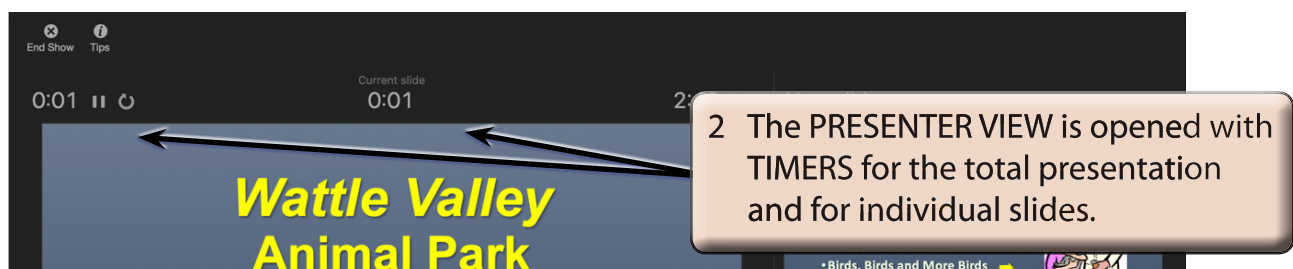 End Show Tips
Current slide
0:01 0:01 2:
2 The PRESENTER VIEW is opened with
TIMERS for the total presentation
and for individual slides.
Wattle Valley
Animal Park
•Birds, Birds and More Birds